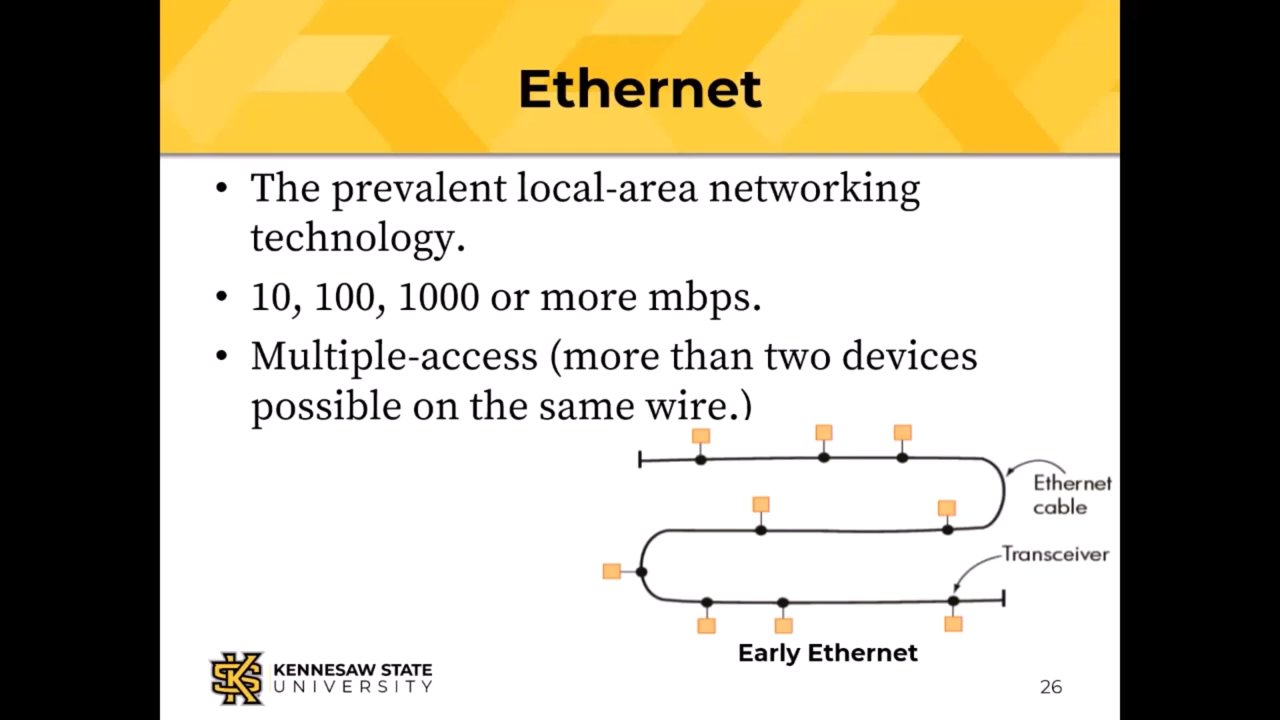 Ethernet
• The prevalent local-area networking
technology.
• 10, 100, 1000 or more mbps.
• Multiple-access (more than two devices
possible on the same wire.)
Ethernet
cable
Transceiver
Early Ethernet
KS
KENNESAW STATE
UNIVERSITY
26